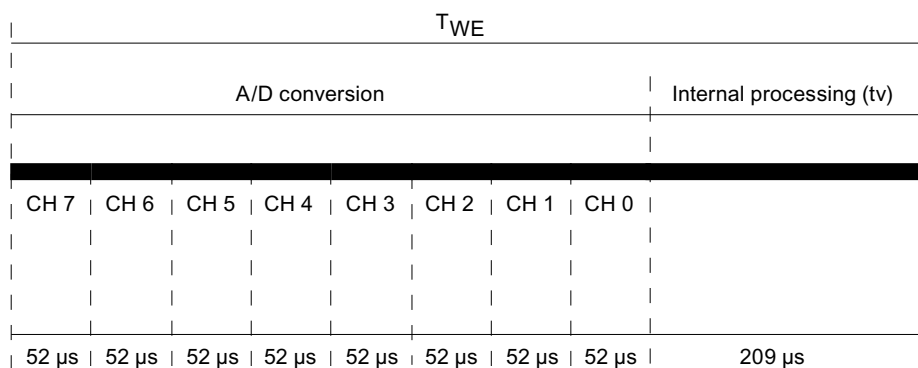 TWE
A/D conversion Internal processing (tv)
CH 7 CH 6 CH 5 CH 4 CH 3 CH 2 CH 1 CH 0
52 µs 52 µs 52 µs 52 µs 52 µs 52 µs 52 µs 52 µs 209 µs